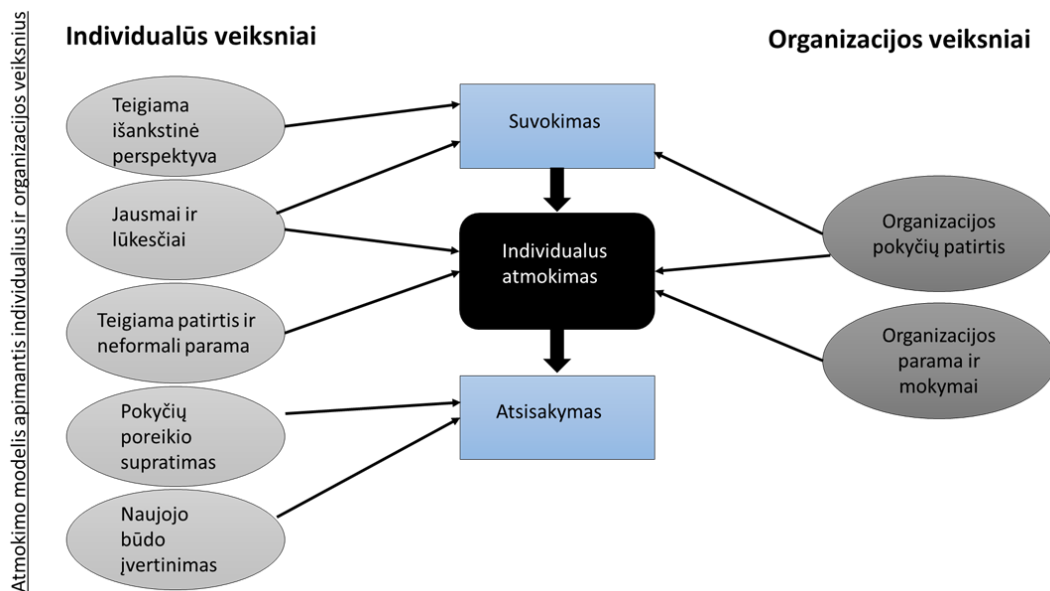 Atmokimo modelis apimantis individualius ir organizacijos veiksnius
Individualūs veiksniai
Organizacijos veiksniai
Teigiama
išankstinė
perspektyva
Jausmai ir
lūkesčiai
Teigiama patirtis ir
neformali parama
Pokyčių
poreikio
supratimas
Naujojo
būdo
įvertinimas
Suvokimas
Individualus
atmokimas
Atsisakymas
Organizacijos
pokyčių patirtis
Organizacijos
parama ir
mokymai